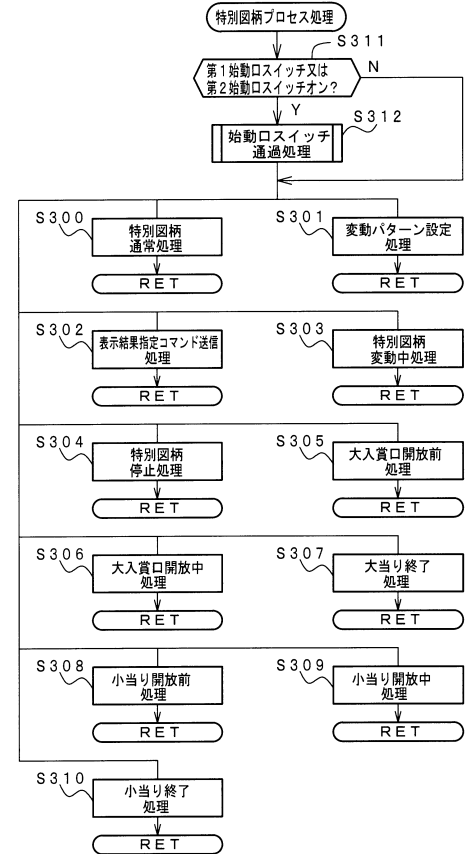 特別図柄プロセス処理
S311
第1始動口スイッチ又は
第2始動口スイッチオン?
N
Y
S312
始動口スイッチ
通過処理
S300
特別図柄
通常処理
RET
S301
変動パターン設定
処理
RET
S302
表示結果指定コマンド送信
処理
RET
S303
特別図柄
変動中処理
RET
S304
特別図柄
停止処理
RET
S305
大入賞口開放前
処理
RET
S306
大入賞口開放中
処理
RET
S307
大当り終了
処理
RET
S308
小当り開放前
処理
RET
S309
小当り開放中
処理
RET
S310
小当り終了
処理
RET